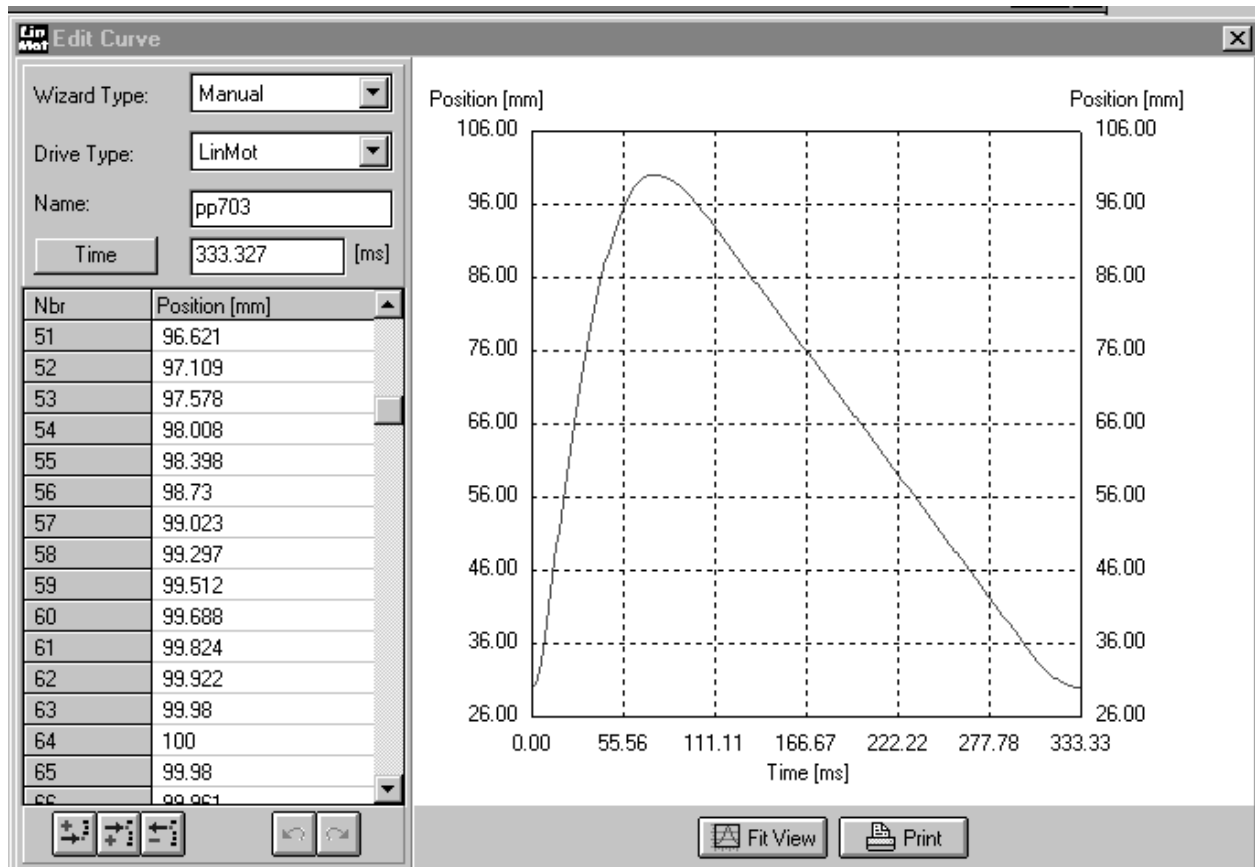 Lin
Mot
Edit Curve
Wizard Type: Manual
Drive Type: LinMot
Name: pp703
Time 333.327 [ms]
Nbr Position [mm]
51 96.621
52 97.109
53 97.578
54 98.008
55 98.398
56 98.73
57 99.023
58 99.297
59 99.512
60 99.688
61 99.824
62 99.922
63 99.98
64 100
65 99.98
66 99.961
Position [mm] Position [mm]
106.00 106.00
96.00 96.00
86.00 86.00
76.00 76.00
66.00 66.00
56.00 56.00
46.00 46.00
36.00 36.00
26.00 26.00
0.00 55.56 111.11 166.67 222.22 277.78 333.33
Time [ms]
Fit View Print